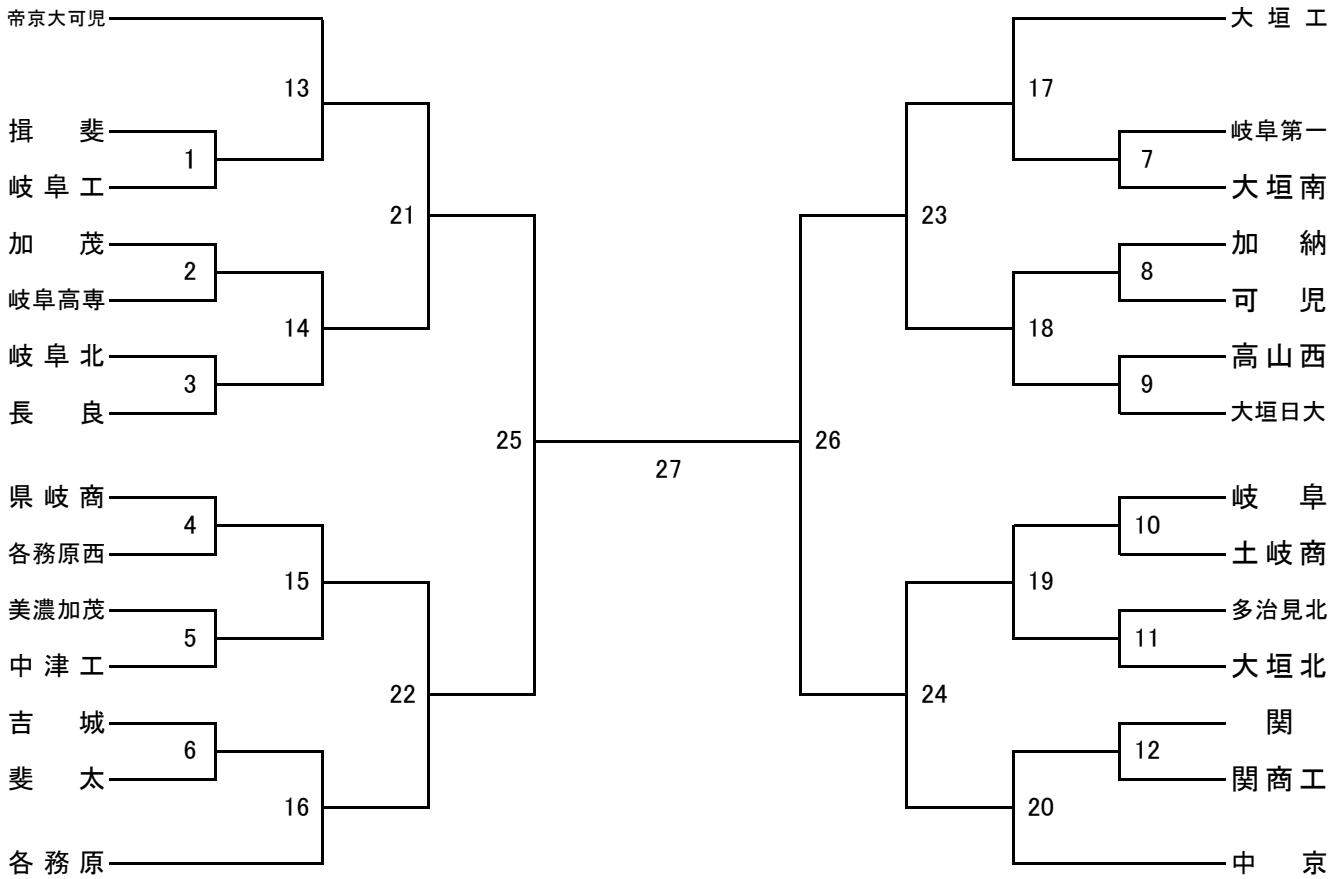 帝京大可児
13
揖斐
1
岐阜工
21
加茂
2
岐阜高専
14
岐阜北
3
長良
25
県岐商
4
各務原西
15
美濃加茂
5
中津工
22
吉城
6
斐太
16
各務原
27
大垣工
17
岐阜第一
7
大垣南
23
加納
8
可児
18
高山西
9
大垣日大
26
岐阜
10
土岐商
19
多治見北
11
大垣北
24
関
12
関商工
20
中京